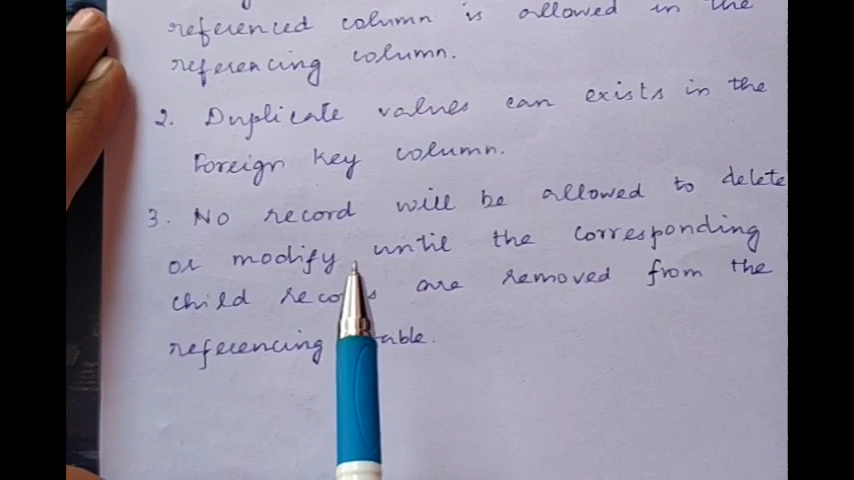 referenced column is allowed in the
referencing column.
2. Duplicate values can exists in the
Foreign Key column.
3. No record will be allowed to delete
or modify until the corresponding
child records are removed from the
referencing table.